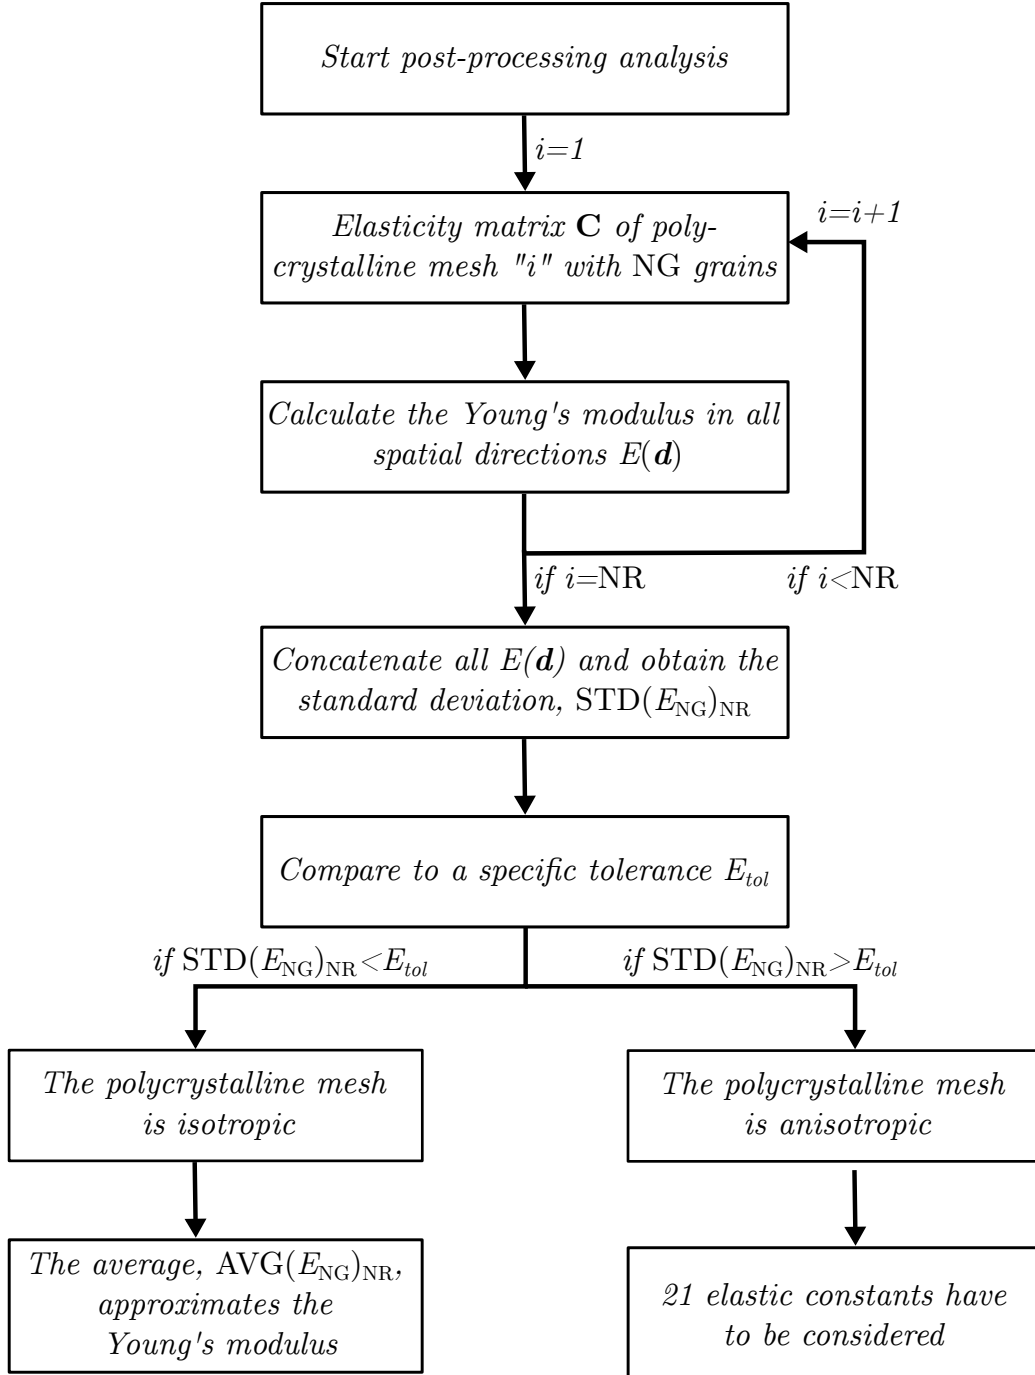 Start post-processing analysis
i=1
i=i+1
Elasticity matrix C of poly-
crystalline mesh "i" with NG grains
Calculate the Young's modulus in all
spatial directions E(d)
if i=NR
if i<NR
Concatenate all E(d) and obtain the
standard deviation, STD(E_NG)_NR
Compare to a specific tolerance E_tol
if STD(E_NG)_NR<E_tol
if STD(E_NG)_NR>E_tol
The polycrystalline mesh
is isotropic
The polycrystalline mesh
is anisotropic
The average, AVG(E_NG)_NR,
approximates the
Young's modulus
21 elastic constants have
to be considered